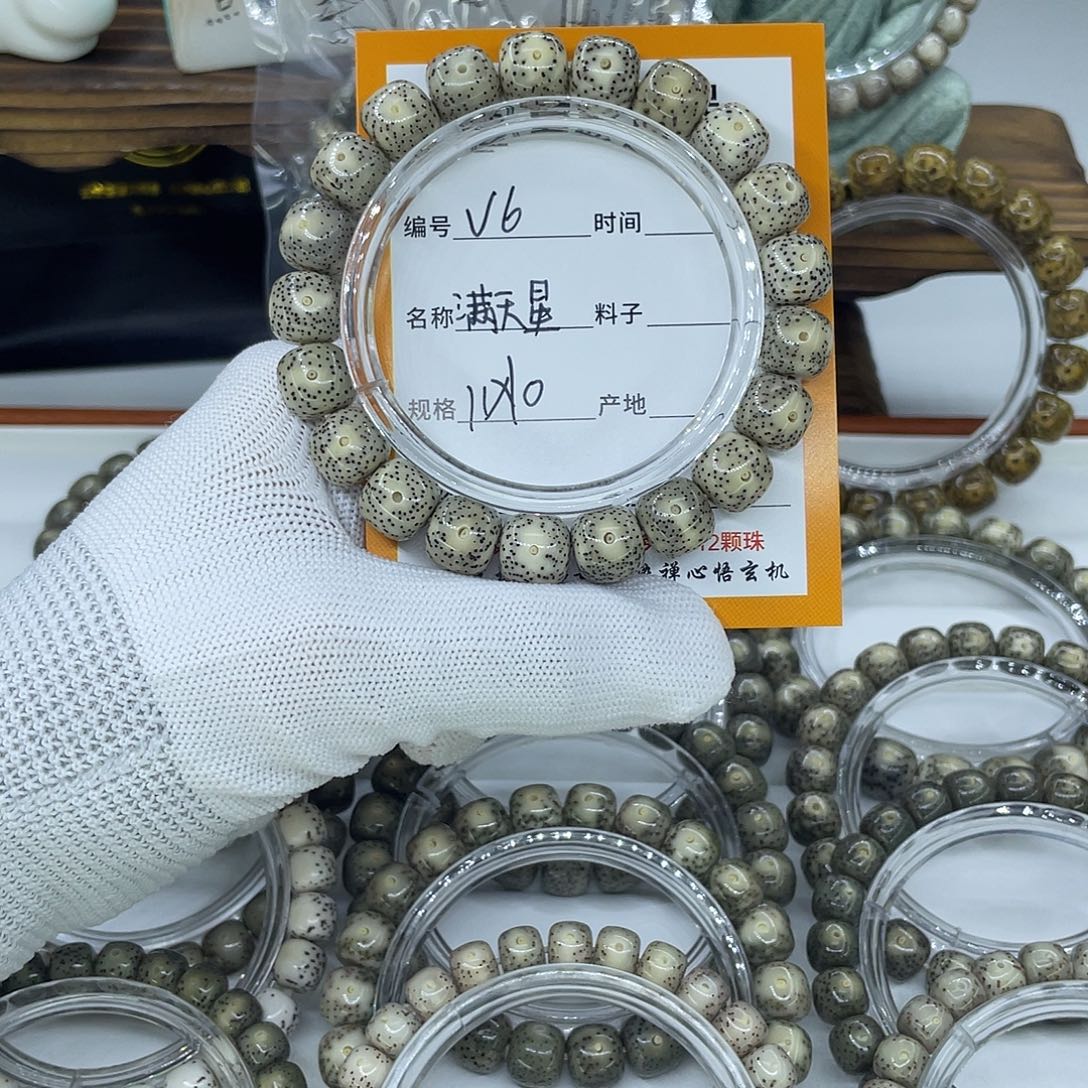 编号 V6 时间
名称 满天星 料子
规格 11x10 产地
12颗珠
禅心悟玄机